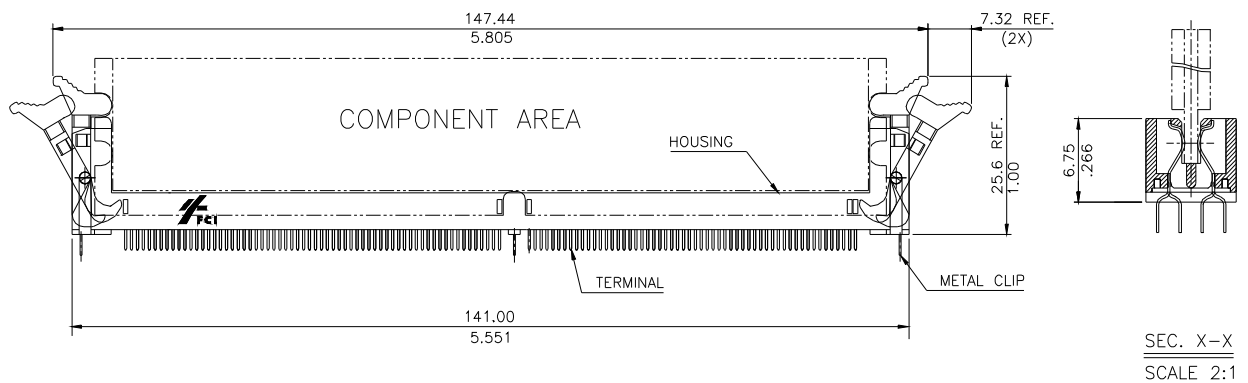 147.44
5.805
7.32 REF.
(2X)
COMPONENT AREA
HOUSING
25.6 REF.
1.00
6.75
.266
FCI
TERMINAL
METAL CLIP
141.00
5.551
SEC. X-X
SCALE 2:1